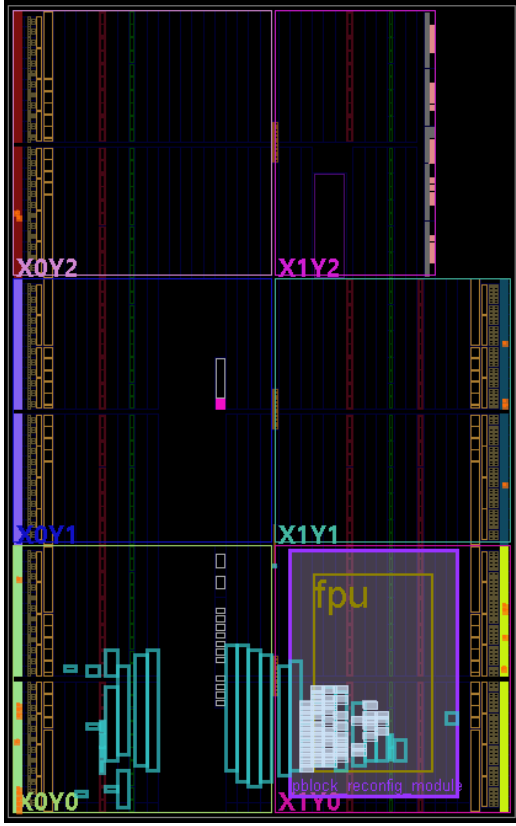 X0Y2
X1Y2
X0Y1
X1Y1
fpu
pblock_reconfig_module
X0Y0
X1Y0